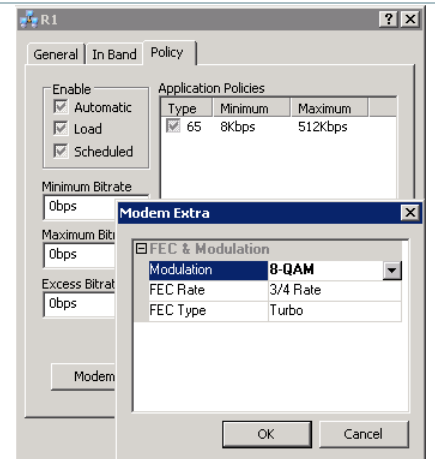 R1
General In Band Policy
Enable
Automatic
Load
Scheduled
Application Policies
Type Minimum Maximum
65 8Kbps 512Kbps
Minimum Bitrate
0bps
Maximum Bit
0bps
Excess Bitrat
0bps
Modem
Modem Extra
FEC & Modulation
Modulation 8-QAM
FEC Rate 3/4 Rate
FEC Type Turbo
OK Cancel